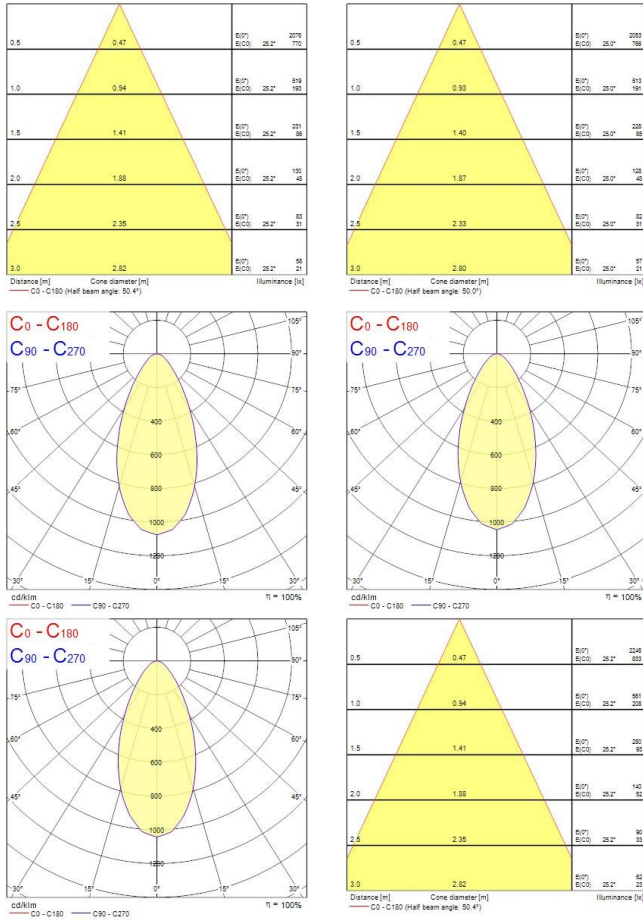 E(0°) 2076
0.5 0.47 E(C0) 25.2° 770
E(0°) 519
1.0 0.94 E(C0) 25.2° 193
E(0°) 231
1.5 1.41 E(C0) 25.2° 86
E(0°) 130
2.0 1.88 E(C0) 25.2° 48
E(0°) 83
2.5 2.35 E(C0) 25.2° 31
E(0°) 58
3.0 2.82 E(C0) 25.2° 21
Distance [m] Cone diameter [m] Illuminance [lx]
C0 - C180 (Half beam angle: 50.4°)
E(0°) 2053
0.5 0.47 E(C0) 25.0° 766
E(0°) 513
1.0 0.93 E(C0) 25.0° 191
E(0°) 228
1.5 1.40 E(C0) 25.0° 85
E(0°) 128
2.0 1.87 E(C0) 25.0° 48
E(0°) 82
2.5 2.33 E(C0) 25.0° 31
E(0°) 57
3.0 2.80 E(C0) 25.0° 21
Distance [m] Cone diameter [m] Illuminance [lx]
C0 - C180 (Half beam angle: 50.0°)
C0 - C180 105°
C90 - C270 90°
75° 75°
400
60° 600 60°
800
45° 1000 45°
1200
30° 15° 0° 15° 30°
cd/klm η = 100%
C0 - C180 C90 - C270
C0 - C180 105°
C90 - C270 90°
75° 75°
400
60° 600 60°
800
45° 1000 45°
1200
30° 15° 0° 15° 30°
cd/klm η = 100%
C0 - C180 C90 - C270
C0 - C180 105°
C90 - C270 90°
75° 75°
400
60° 600 60°
800
45° 1000 45°
1200
30° 15° 0° 15° 30°
cd/klm η = 100%
C0 - C180 C90 - C270
E(0°) 2246
0.5 0.47 E(C0) 25.2° 833
E(0°) 561
1.0 0.94 E(C0) 25.2° 208
E(0°) 250
1.5 1.41 E(C0) 25.2° 93
E(0°) 140
2.0 1.88 E(C0) 25.2° 52
E(0°) 90
2.5 2.35 E(C0) 25.2° 33
E(0°) 62
3.0 2.82 E(C0) 25.2° 23
Distance [m] Cone diameter [m] Illuminance [lx]
C0 - C180 (Half beam angle: 50.4°)